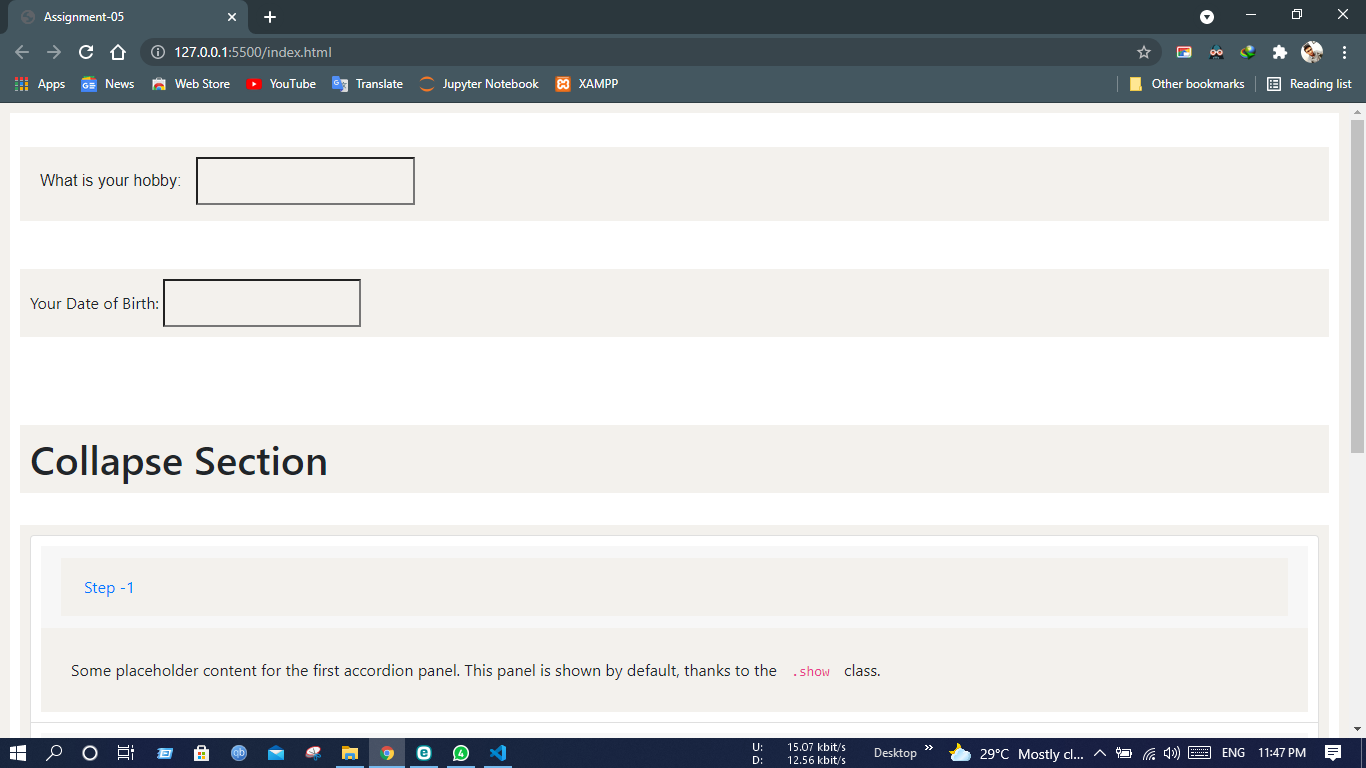 Assignment-05
127.0.0.1:5500/index.html
Apps
News
Web Store
YouTube
Translate
Jupyter Notebook
XAMPP
Other bookmarks
Reading list
What is your hobby:
Your Date of Birth:
Collapse Section
Step -1
Some placeholder content for the first accordion panel. This panel is shown by default, thanks to the .show class.
U: 15.07 kbit/s
D: 12.56 kbit/s
Desktop
29°C Mostly cl...
ENG
11:47 PM